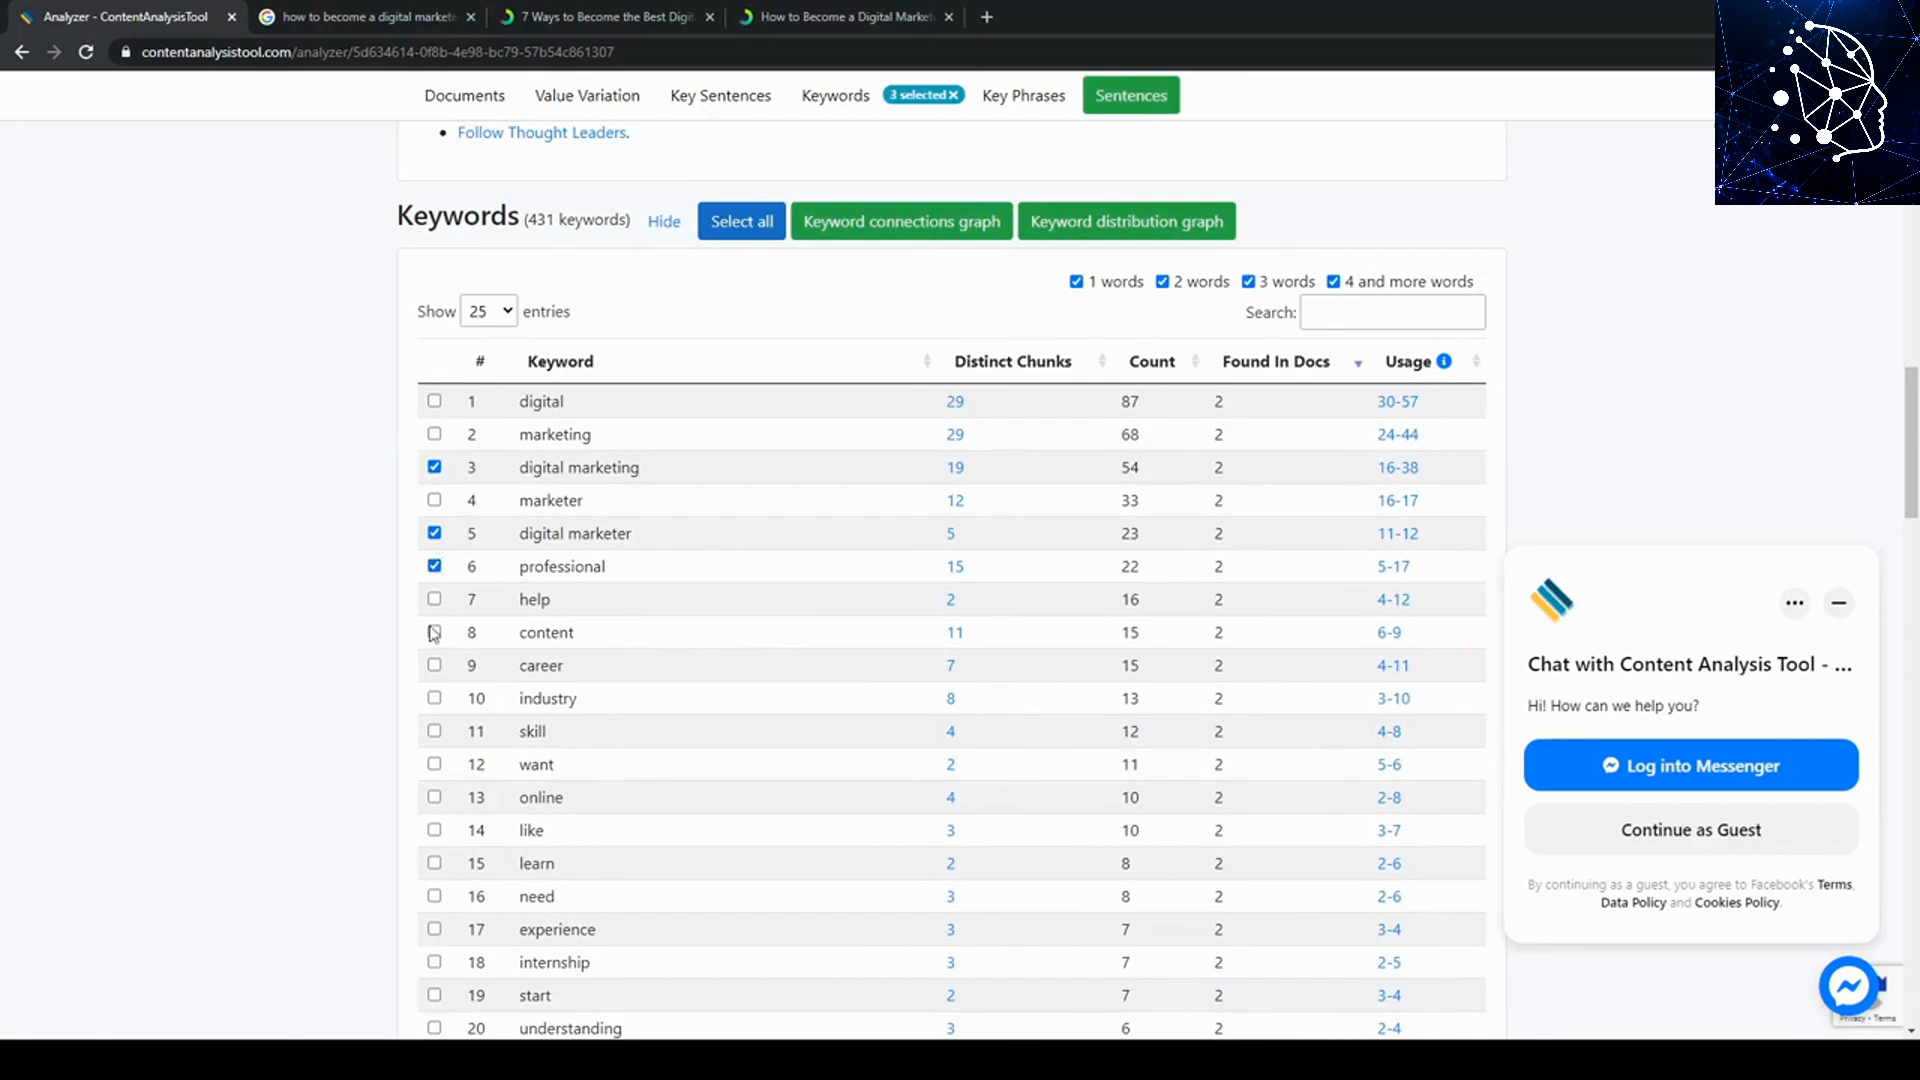 Analyzer - ContentAnalysisTool
how to become a digital markete
7 Ways to Become the Best Digit
How to Become a Digital Market
contentanalysistool.com/analyzer/5d634614-0f8b-4e98-bc79-57b54c861307
Documents Value Variation Key Sentences Keywords 3 selected Key Phrases Sentences
Follow Thought Leaders.
Keywords (431 keywords) Hide Select all Keyword connections graph Keyword distribution graph
1 words 2 words 3 words 4 and more words
Show 25 entries Search:
# Keyword Distinct Chunks Count Found In Docs Usage
1 digital 29 87 2 30-57
2 marketing 29 68 2 24-44
3 digital marketing 19 54 2 16-38
4 marketer 12 33 2 16-17
5 digital marketer 5 23 2 11-12
6 professional 15 22 2 5-17
7 help 2 16 2 4-12
8 content 11 15 2 6-9
9 career 7 15 2 4-11
10 industry 8 13 2 3-10
11 skill 4 12 2 4-8
12 want 2 11 2 5-6
13 online 4 10 2 2-8
14 like 3 10 2 3-7
15 learn 2 8 2 2-6
16 need 3 8 2 2-6
17 experience 3 7 2 3-4
18 internship 3 7 2 2-5
19 start 2 7 2 3-4
20 understanding 3 6 2 2-4
Chat with Content Analysis Tool - ...
Hi! How can we help you?
Log into Messenger
Continue as Guest
By continuing as a guest, you agree to Facebook's Terms,
Data Policy and Cookies Policy.
Privacy - Terms